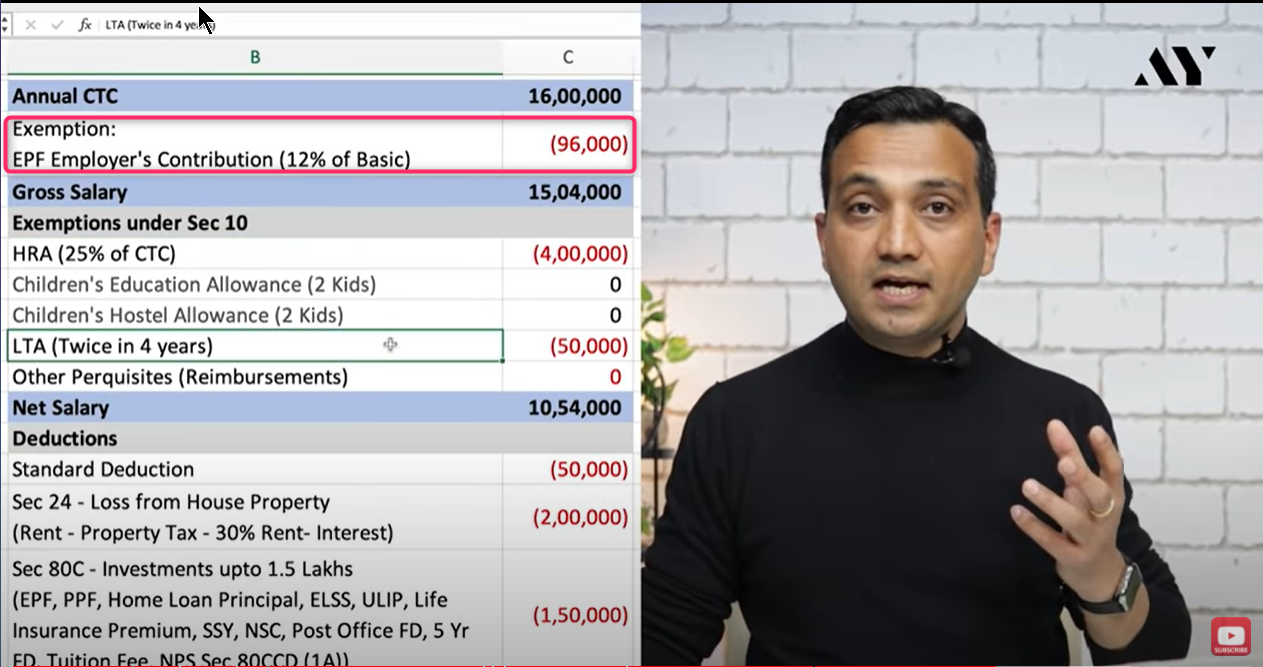 fx LTA (Twice in 4 years)
B C
Annual CTC 16,00,000
Exemption:
EPF Employer's Contribution (12% of Basic) (96,000)
Gross Salary 15,04,000
Exemptions under Sec 10
HRA (25% of CTC) (4,00,000)
Children's Education Allowance (2 Kids) 0
Children's Hostel Allowance (2 Kids) 0
LTA (Twice in 4 years) (50,000)
Other Perquisites (Reimbursements) 0
Net Salary 10,54,000
Deductions
Standard Deduction (50,000)
Sec 24 - Loss from House Property
(Rent - Property Tax - 30% Rent- Interest) (2,00,000)
Sec 80C - Investments upto 1.5 Lakhs
(EPF, PPF, Home Loan Principal, ELSS, ULIP, Life
Insurance Premium, SSY, NSC, Post Office FD, 5 Yr (1,50,000)
FD, Tuition Fee, NPS Sec 80CCD (1A))
AY
SUBSCRIBE